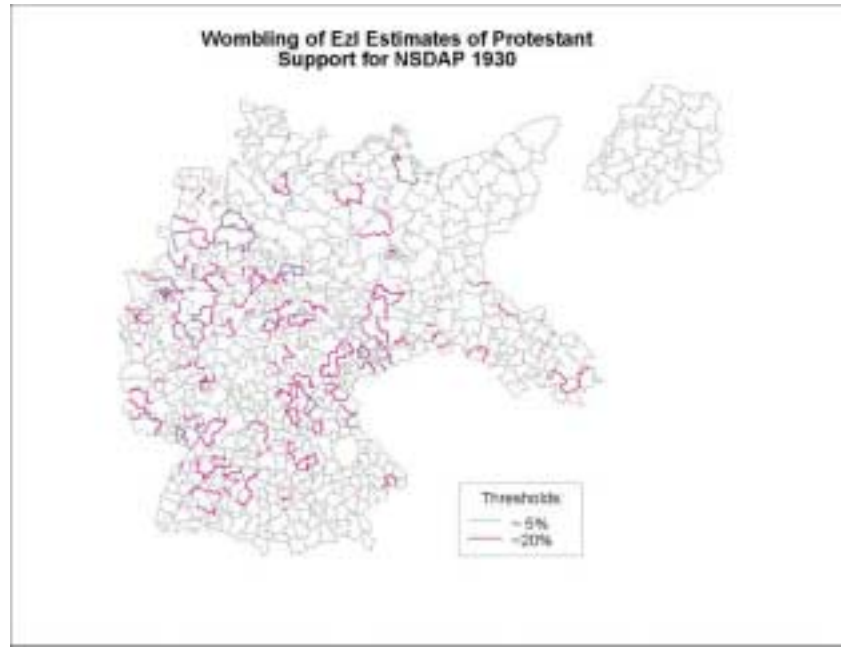 Wombling of EzI Estimates of Protestant
Support for NSDAP 1930
Thresholds
~ 5%
~20%